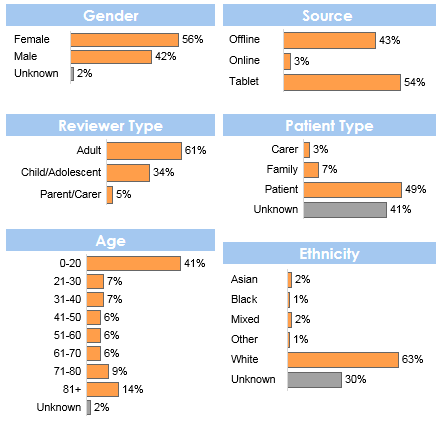 Gender
Female 56%
Male 42%
Unknown 2%
Source
Offline 43%
Online 3%
Tablet 54%
Reviewer Type
Adult 61%
Child/Adolescent 34%
Parent/Carer 5%
Patient Type
Carer 3%
Family 7%
Patient 49%
Unknown 41%
Age
0-20 41%
21-30 7%
31-40 7%
41-50 6%
51-60 6%
61-70 6%
71-80 9%
81+ 14%
Unknown 2%
Ethnicity
Asian 2%
Black 1%
Mixed 2%
Other 1%
White 63%
Unknown 30%